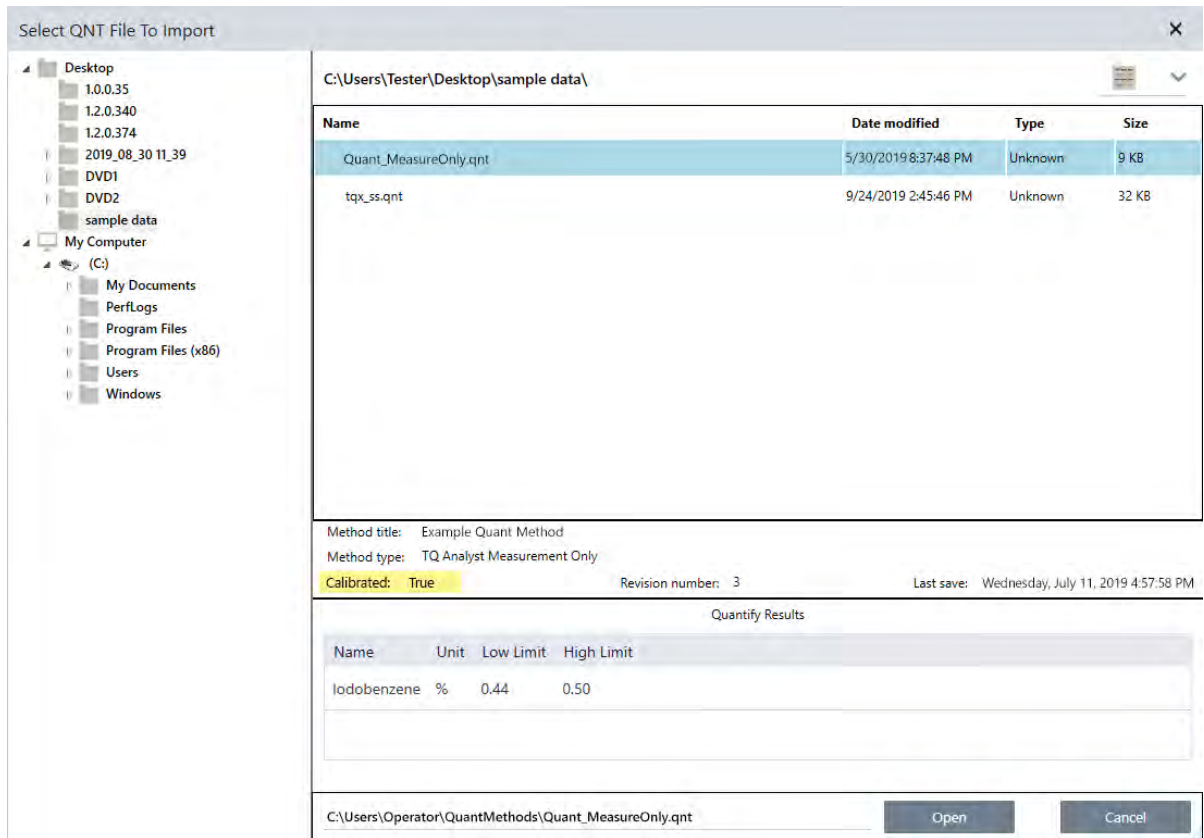 Select QNT File To Import
Desktop
1.0.0.35
1.2.0.340
1.2.0.374
2019_08_30 11_39
DVD1
DVD2
sample data
My Computer
(C:)
My Documents
PerfLogs
Program Files
Program Files (x86)
Users
Windows
C:\Users\Tester\Desktop\sample data\
Name Date modified Type Size
Quant_MeasureOnly.qnt 5/30/2019 8:37:48 PM Unknown 9 KB
tqx_ss.qnt 9/24/2019 2:45:46 PM Unknown 32 KB
Method title: Example Quant Method
Method type: TQ Analyst Measurement Only
Calibrated: True Revision number: 3 Last save: Wednesday, July 11, 2019 4:57:58 PM
Quantify Results
Name Unit Low Limit High Limit
Iodobenzene % 0.44 0.50
C:\Users\Operator\QuantMethods\Quant_MeasureOnly.qnt Open Cancel